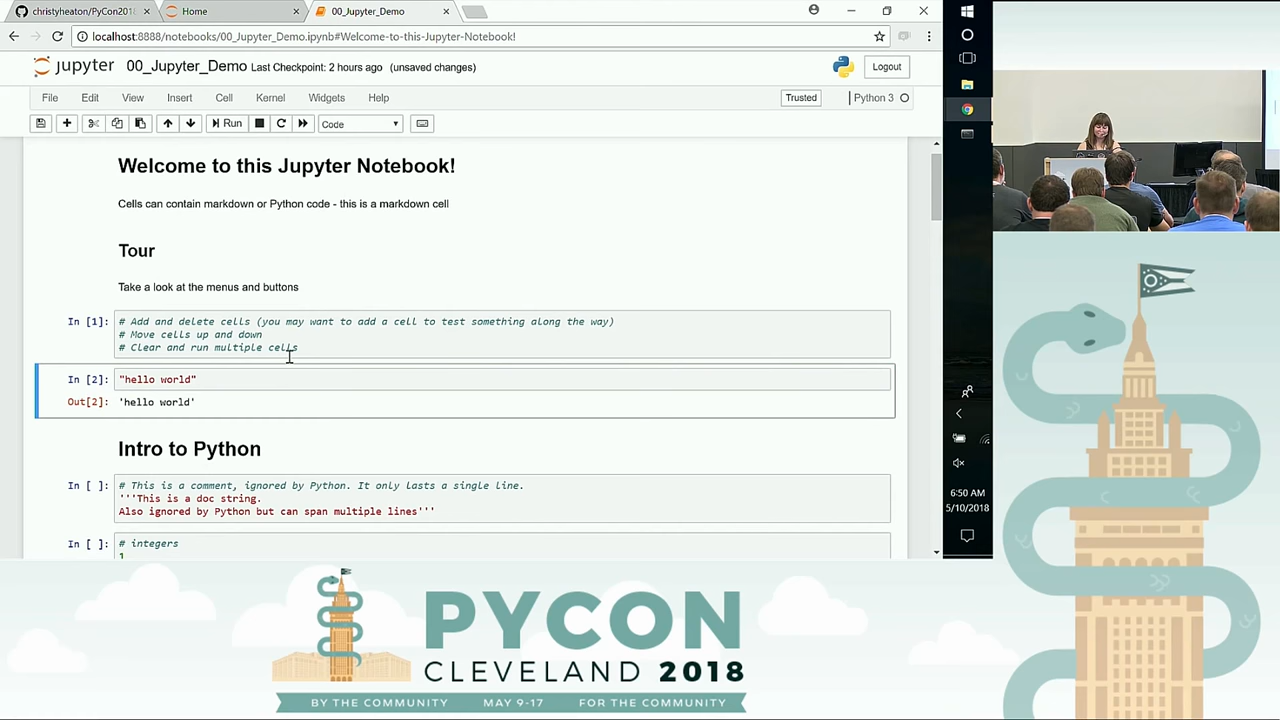 christyheaton/PyCon2018
Home
00_Jupyter_Demo
localhost:8888/notebooks/00_Jupyter_Demo.ipynb#Welcome-to-this-Jupyter-Notebook!
jupyter 00_Jupyter_Demo Last Checkpoint: 2 hours ago (unsaved changes)
Logout
File Edit View Insert Cell Kernel Widgets Help
Trusted
Python 3
Run
Code
Welcome to this Jupyter Notebook!
Cells can contain markdown or Python code - this is a markdown cell
Tour
Take a look at the menus and buttons
In [1]: # Add and delete cells (you may want to add a cell to test something along the way)
# Move cells up and down
# Clear and run multiple cells
In [2]: "hello world"
Out[2]: 'hello world'
Intro to Python
In [ ]: # This is a comment, ignored by Python. It only lasts a single line.
'''This is a doc string.
Also ignored by Python but can span multiple lines'''
In [ ]: # integers
1
6:50 AM
5/10/2018
PYCON
CLEVELAND 2018
BY THE COMMUNITY MAY 9-17 FOR THE COMMUNITY